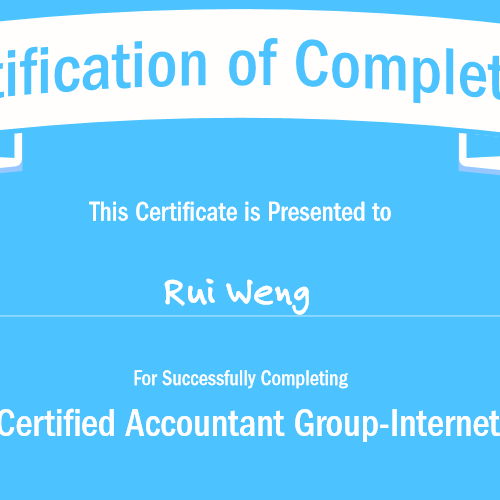 tification of Complet
This Certificate is Presented to
Rui Weng
For Successfully Completing
Certified Accountant Group-Internet